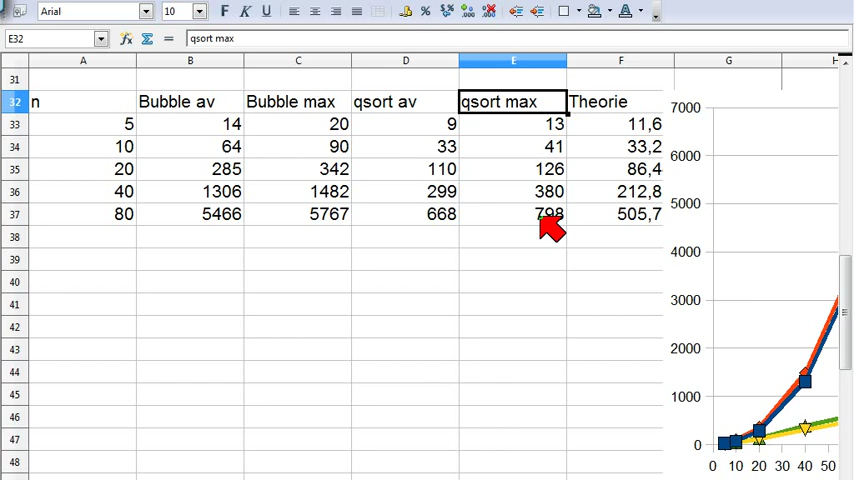 Arial 10 F K U
E32 qsort max
A B C D E F G H
31
32 n Bubble av Bubble max qsort av qsort max Theorie
33 5 14 20 9 13 11,6
34 10 64 90 33 41 33,2
35 20 285 342 110 126 86,4
36 40 1306 1482 299 380 212,8
37 80 5466 5767 668 798 505,7
38
39
40
41
42
43
44
45
46
47
48
7000
6000
5000
4000
3000
2000
1000
0
0 10 20 30 40 50